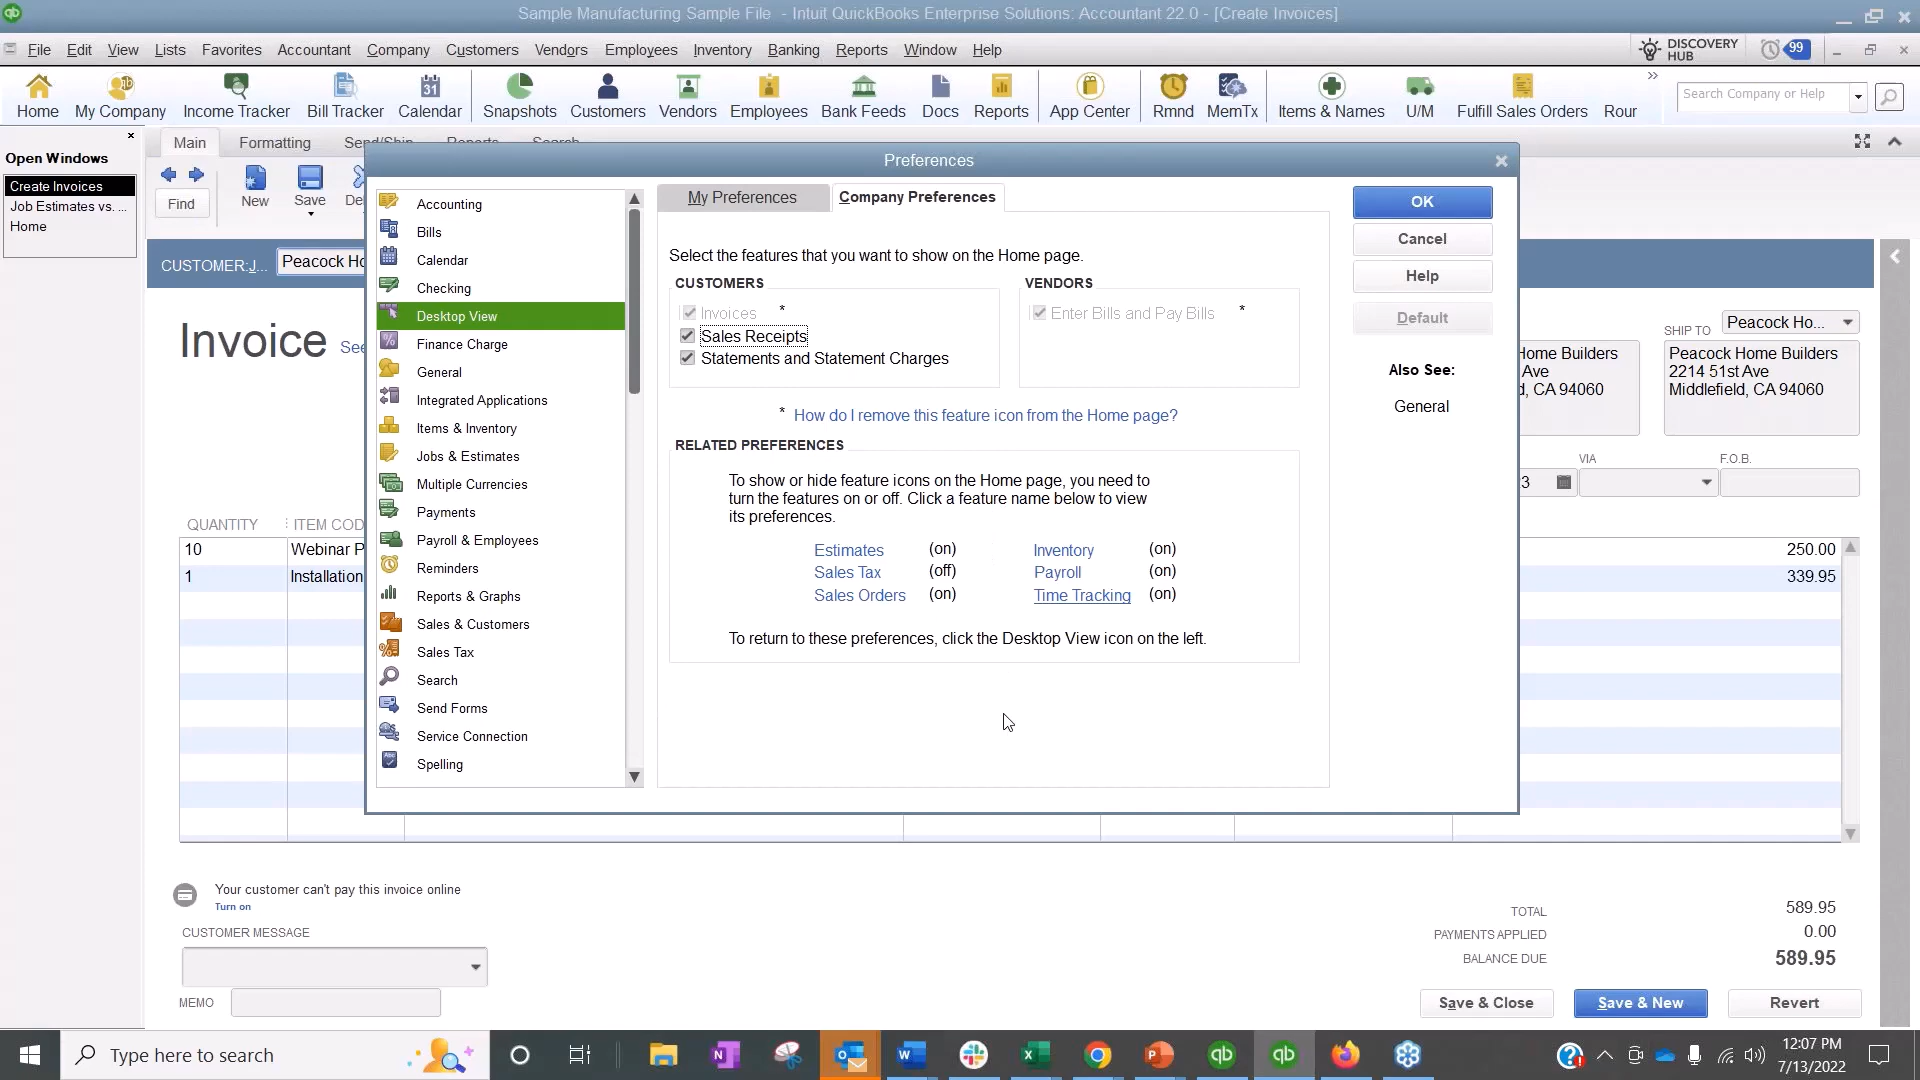 Sample Manufacturing Sample File - Intuit QuickBooks Enterprise Solutions: Accountant 22.0 - [Create Invoices]
File Edit View Lists Favorites Accountant Company Customers Vendors Employees Inventory Banking Reports Window Help
DISCOVERY HUB 99
Home My Company Income Tracker Bill Tracker Calendar Snapshots Customers Vendors Employees Bank Feeds Docs Reports App Center Rmnd MemTx Items & Names U/M Fulfill Sales Orders Rour
Search Company or Help
Open Windows
Create Invoices
Job Estimates vs. ...
Home
Main Formatting Send/Ship Reports Search
Find New Save De
CUSTOMER:J... Peacock Ho
Invoice See
Preferences
Accounting
Bills
Calendar
Checking
Desktop View
Finance Charge
General
Integrated Applications
Items & Inventory
Jobs & Estimates
Multiple Currencies
Payments
Payroll & Employees
Reminders
Reports & Graphs
Sales & Customers
Sales Tax
Search
Send Forms
Service Connection
Spelling
My Preferences Company Preferences
Select the features that you want to show on the Home page.
CUSTOMERS
Invoices *
Sales Receipts
Statements and Statement Charges
VENDORS
Enter Bills and Pay Bills *
* How do I remove this feature icon from the Home page?
RELATED PREFERENCES
To show or hide feature icons on the Home page, you need to
turn the features on or off. Click a feature name below to view
its preferences.
Estimates (on) Inventory (on)
Sales Tax (off) Payroll (on)
Sales Orders (on) Time Tracking (on)
To return to these preferences, click the Desktop View icon on the left.
OK
Cancel
Help
Default
Also See:
General
SHIP TO Peacock Ho...
Home Builders
Ave
d, CA 94060
Peacock Home Builders
2214 51st Ave
Middlefield, CA 94060
VIA F.O.B.
3
QUANTITY ITEM COD
10 Webinar P 250.00
1 Installation 339.95
Your customer can't pay this invoice online
Turn on
CUSTOMER MESSAGE
MEMO
TOTAL 589.95
PAYMENTS APPLIED 0.00
BALANCE DUE 589.95
Save & Close Save & New Revert
Type here to search
12:07 PM
7/13/2022